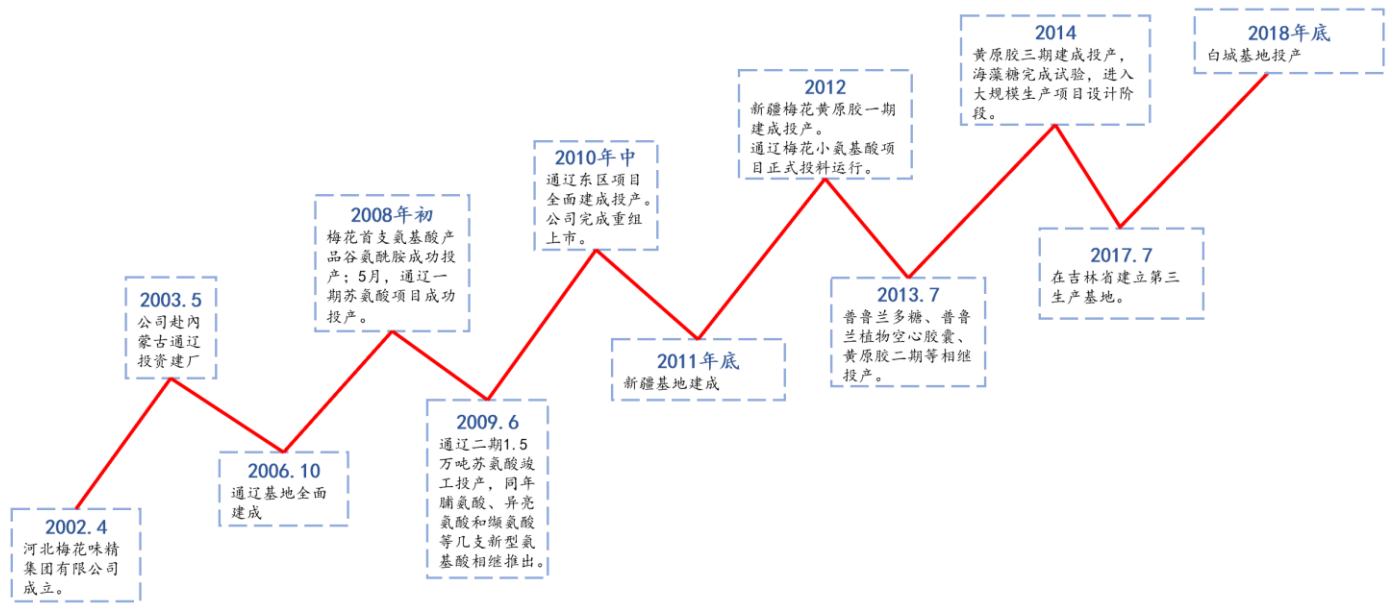 2002.4
河北梅花味精
集团有限公司
成立。
2003.5
公司赴内
蒙古通辽
投资建厂
2006.10
通辽基地全面
建成
2008年初
梅花首支氨基酸产
品谷氨酰胺成功投
产；5月，通辽一
期苏氨酸项目成功
投产。
2009.6
通辽二期1.5
万吨苏氨酸竣
工投产，同年
脯氨酸、异亮
氨酸和缬氨酸
等几支新型氨
基酸相继推出。
2010年中
通辽东区项目
全面建成投产。
公司完成重组
上市。
2011年底
新疆基地建成
2012
新疆梅花黄原胶一期
建成投产。
通辽梅花小氨基酸项
目正式投料运行。
2013.7
普鲁兰多糖、普鲁
兰植物空心胶囊、
黄原胶二期等相继
投产。
2014
黄原胶三期建成投产，
海藻糖完成试验，进入
大规模生产项目设计阶
段。
2017.7
在吉林省建立第三
生产基地。
2018年底
白城基地投产